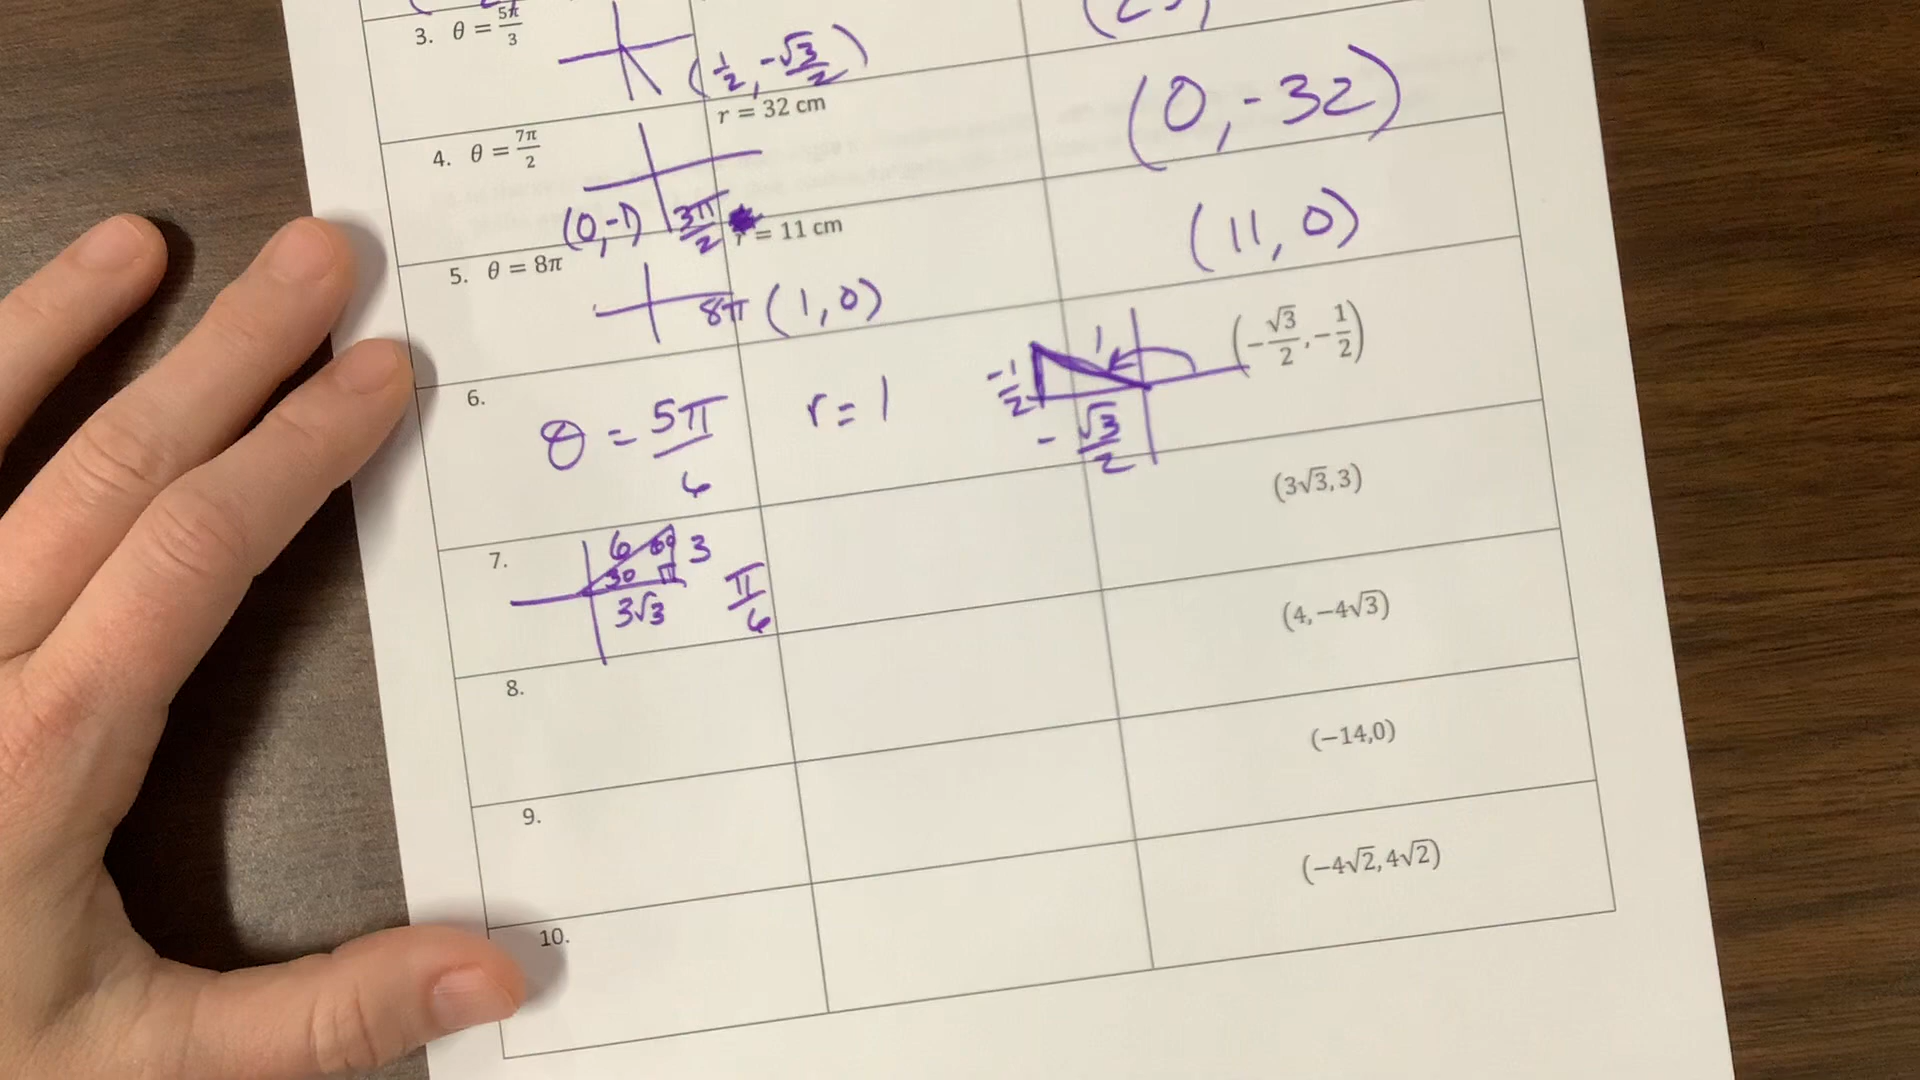 3. θ = 5π/3
(1/2, -√3/2)
r = 32 cm
(0, -32)
4. θ = 7π/2
(0,-1) 3π/2
r = 11 cm
(11, 0)
5. θ = 8π
8π (1, 0)
6.
θ = 5π/6
r = 1
1
-1/2
-√3/2
(-√3/2, -1/2)
7.
6 60 3
30
3√3
π/6
(3√3, 3)
8.
(4, -4√3)
9.
(-14,0)
10.
(-4√2, 4√2)